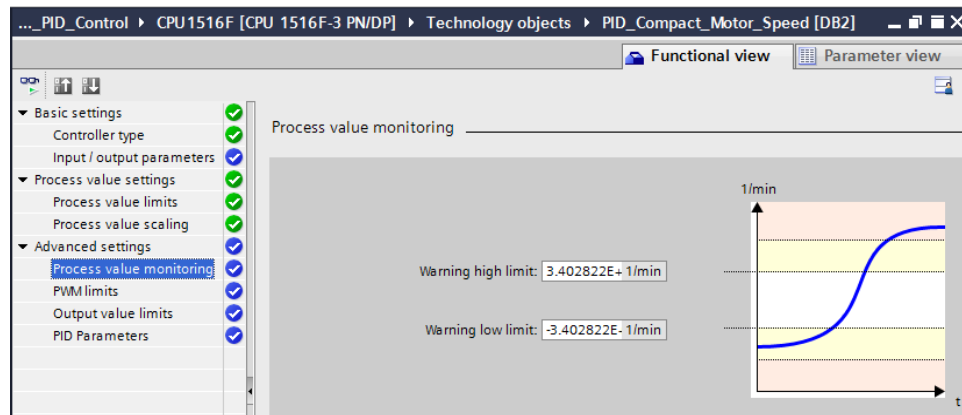 ..._PID_Control ▸ CPU1516F [CPU 1516F-3 PN/DP] ▸ Technology objects ▸ PID_Compact_Motor_Speed [DB2]
Functional view
Parameter view
Basic settings
Controller type
Input / output parameters
Process value settings
Process value limits
Process value scaling
Advanced settings
Process value monitoring
PWM limits
Output value limits
PID Parameters
Process value monitoring
1/min
Warning high limit: 3.402822E+ 1/min
Warning low limit: -3.402822E- 1/min
t